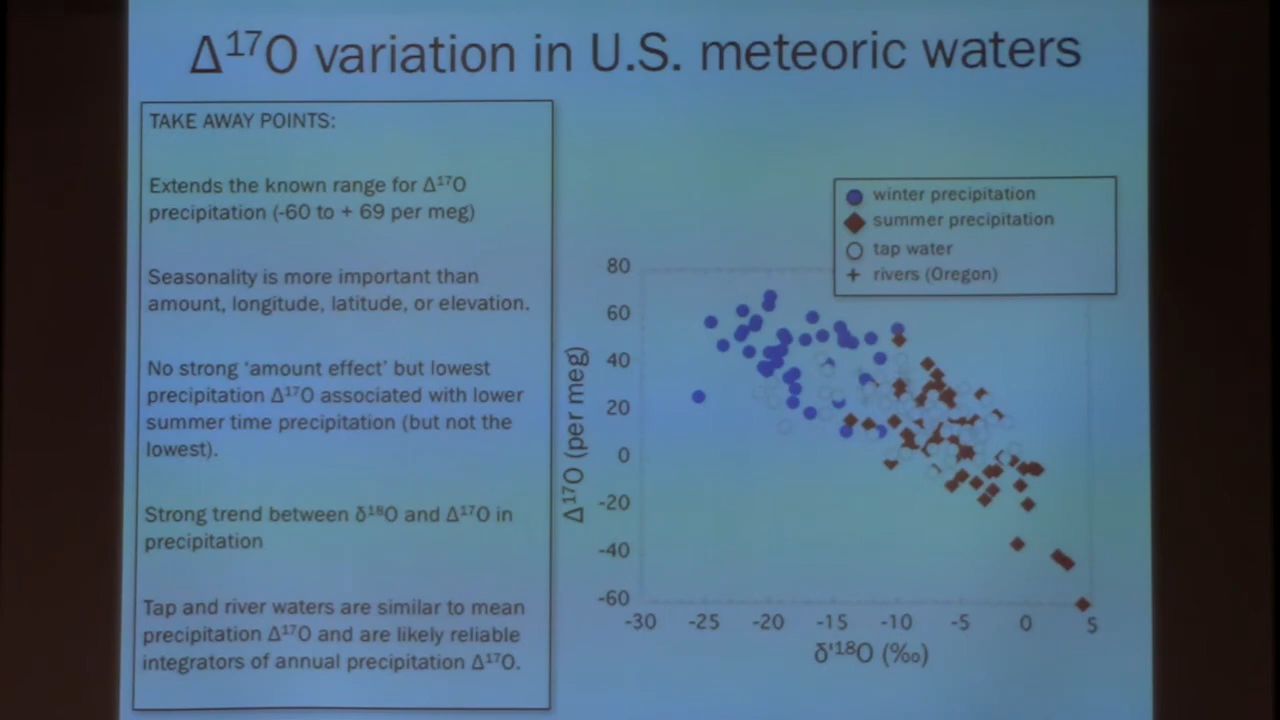 Δ¹⁷O variation in U.S. meteoric waters
TAKE AWAY POINTS:
Extends the known range for Δ¹⁷O
precipitation (-60 to + 69 per meg)
Seasonality is more important than
amount, longitude, latitude, or elevation.
No strong ‘amount effect’ but lowest
precipitation Δ¹⁷O associated with lower
summer time precipitation (but not the
lowest).
Strong trend between δ¹⁸O and Δ¹⁷O in
precipitation
Tap and river waters are similar to mean
precipitation Δ¹⁷O and are likely reliable
integrators of annual precipitation Δ¹⁷O.
winter precipitation
summer precipitation
tap water
rivers (Oregon)
80
60
40
20
0
-20
-40
-60
Δ¹⁷O (per meg)
-30 -25 -20 -15 -10 -5 0 5
δ'¹⁸O (‰)